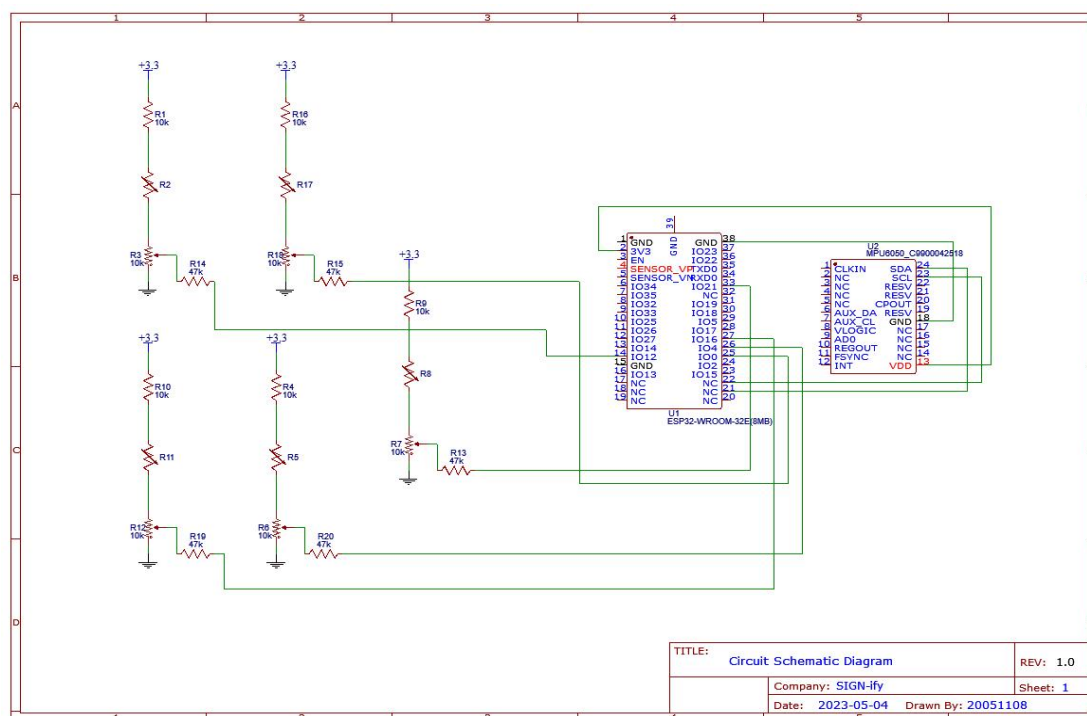 1 2 3 4 5
A
B
C
D
+3.3
R1
10k
R2
R3
10k
R14
47k
+3.3
R16
10k
R17
R18
10k
R15
47k
+3.3
R9
10k
R8
R7
10k
R13
47k
+3.3
R10
10k
R11
R12
10k
R19
47k
+3.3
R4
10k
R5
R6
10k
R20
47k
39
GND
1 GND GND 38
2 3V3 IO23 37
3 EN IO22 36
4 SENSOR_VP TXD0 35
5 SENSOR_VN RXD0 34
6 IO34 IO21 33
7 IO35 NC 32
8 IO32 IO19 31
9 IO33 IO18 30
10 IO25 IO5 29
11 IO26 IO17 28
12 IO27 IO16 27
13 IO14 IO4 26
14 IO12 IO0 25
15 GND IO2 24
16 IO13 IO15 23
17 NC NC 22
18 NC NC 21
19 NC NC 20
U1
ESP32-WROOM-32E(8MB)
U2
MPU6050_C9900042518
1 CLKIN SDA 24
2 NC SCL 23
3 NC RESV 22
4 NC RESV 21
5 NC CPOUT 20
6 AUX_DA RESV 19
7 AUX_CL GND 18
8 VLOGIC NC 17
9 AD0 NC 16
10 REGOUT NC 15
11 FSYNC NC 14
12 INT VDD 13
TITLE:
Circuit Schematic Diagram
REV: 1.0
Company: SIGN-ify
Sheet: 1
Date: 2023-05-04 Drawn By: 20051108